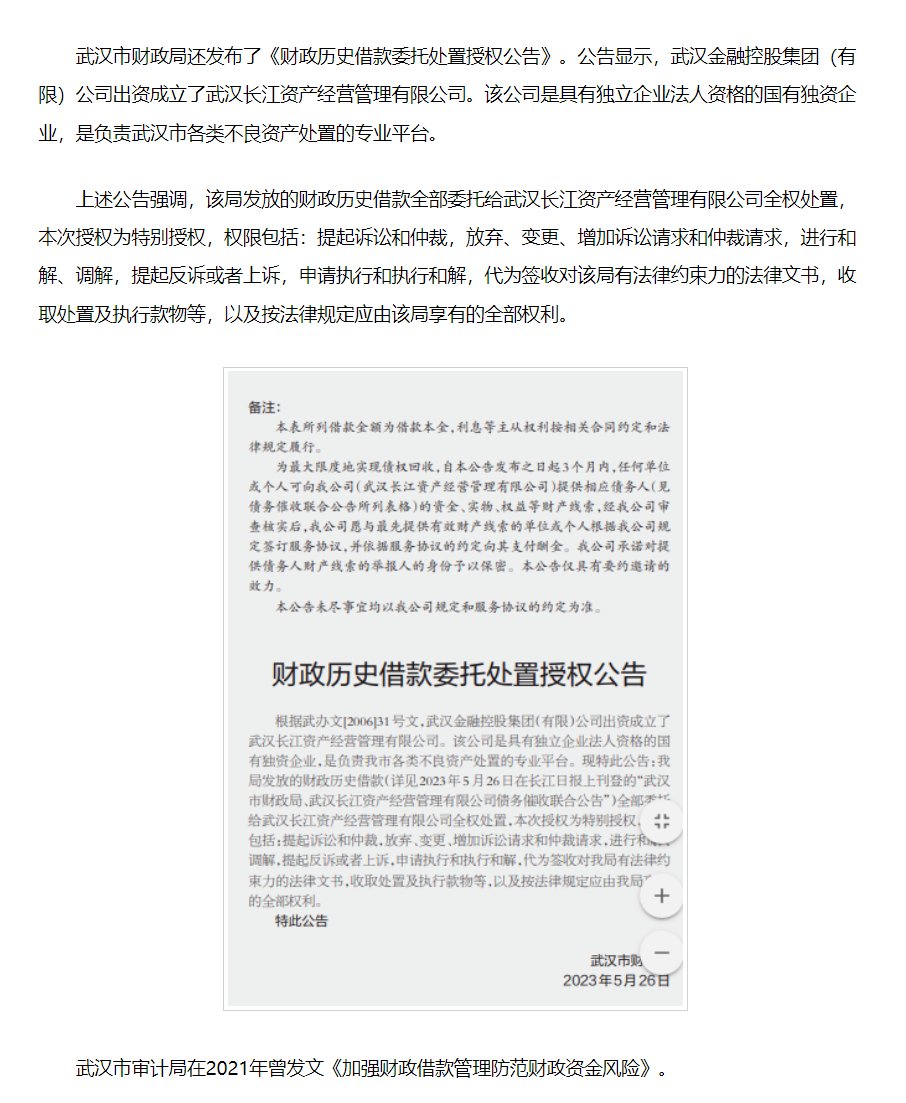 武汉市财政局还发布了《财政历史借款委托处置授权公告》。公告显示，武汉金融控股集团（有
限）公司出资成立了武汉长江资产经营管理有限公司。该公司是具有独立企业法人资格的国有独资企
业，是负责武汉市各类不良资产处置的专业平台。
上述公告强调，该局发放的财政历史借款全部委托给武汉长江资产经营管理有限公司全权处置，
本次授权为特别授权，权限包括：提起诉讼和仲裁，放弃、变更、增加诉讼请求和仲裁请求，进行和
解、调解，提起反诉或者上诉，申请执行和执行和解，代为签收对该局有法律约束力的法律文书，收
取处置及执行款物等，以及按法律规定应由该局享有的全部权利。
备注：
本表所列借款金额为借款本金，利息等主从权利按相关合同约定和法
律规定履行。
为最大限度地实现债权回收，自本公告发布之日起3个月内，任何单位
或个人可向我公司(武汉长江资产经营管理有限公司)提供相应债务人(见
债务催收联合公告所列表格)的资金、实物、权益等财产线索，经我公司审
查核实后，我公司愿与最先提供有效财产线索的单位或个人根据我公司规
定签订服务协议，并依据服务协议的约定向其支付酬金。我公司承诺对提
供债务人财产线索的举报人的身份予以保密。本公告仅具有要约邀请的
效力。
本公告未尽事宜均以我公司规定和服务协议的约定为准。
财政历史借款委托处置授权公告
根据武办文[2006]31号文，武汉金融控股集团(有限)公司出资成立了
武汉长江资产经营管理有限公司。该公司是具有独立企业法人资格的国
有独资企业，是负责我市各类不良资产处置的专业平台。现特此公告：我
局发放的财政历史借款(详见2023年5月26日在长江日报上刊登的“武汉
市财政局、武汉长江资产经营管理有限公司债务催收联合公告”)全部委托
给武汉长江资产经营管理有限公司全权处置，本次授权为特别授权，
包括：提起诉讼和仲裁，放弃、变更、增加诉讼请求和仲裁请求，进行和
调解，提起反诉或者上诉，申请执行和执行和解，代为签收对我局有法律约
束力的法律文书，收取处置及执行款物等，以及按法律规定应由我局
的全部权利。
特此公告
武汉市财
2023年5月26日
武汉市审计局在2021年曾发文《加强财政借款管理防范财政资金风险》。